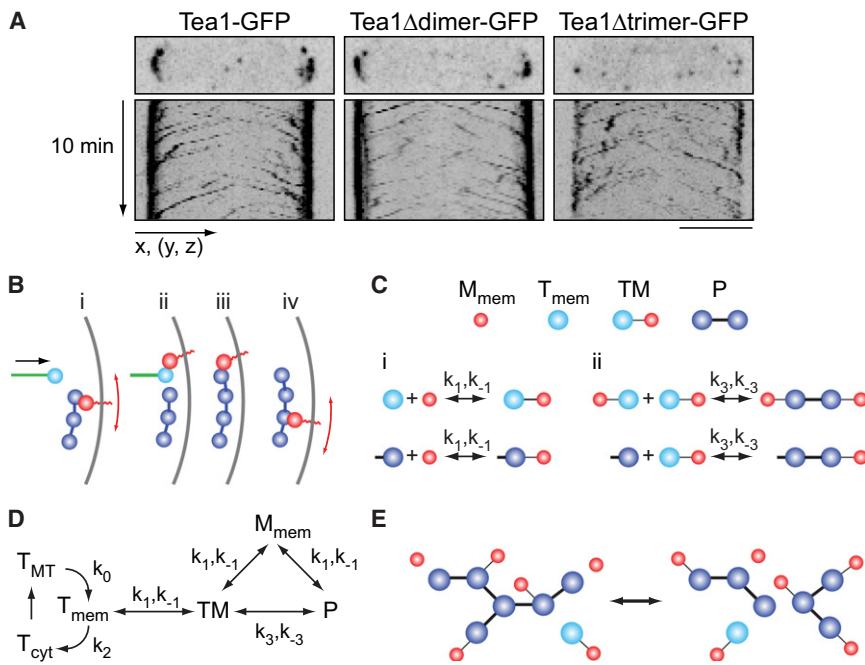 A
Tea1-GFP
Tea1Δdimer-GFP
Tea1Δtrimer-GFP
10 min
x, (y, z)
B
i
ii
iii
iv
C
Mmem
Tmem
TM
P
i
ii
+ k1,k-1
+ k3,k-3
+ k1,k-1
+ k3,k-3
D
Mmem
TMT
k0
k1,k-1
k1,k-1
Tmem
k1,k-1
TM
P
Tcyt
k2
k3,k-3
E